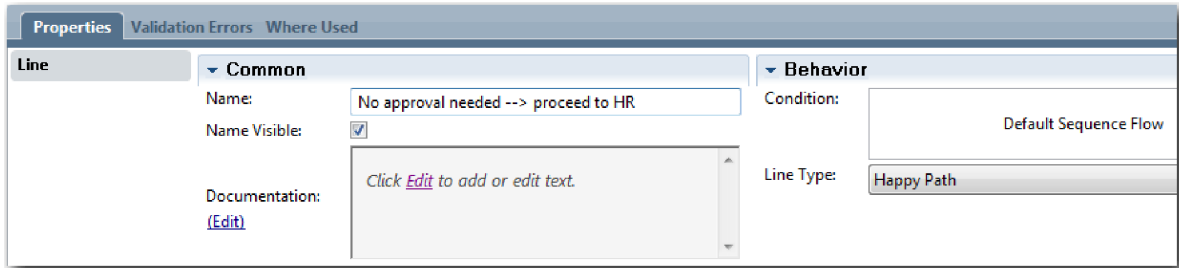 Properties Validation Errors Where Used
Line
Common
Name: No approval needed --> proceed to HR
Name Visible:
Documentation:
(Edit)
Click Edit to add or edit text.
Behavior
Condition: Default Sequence Flow
Line Type: Happy Path